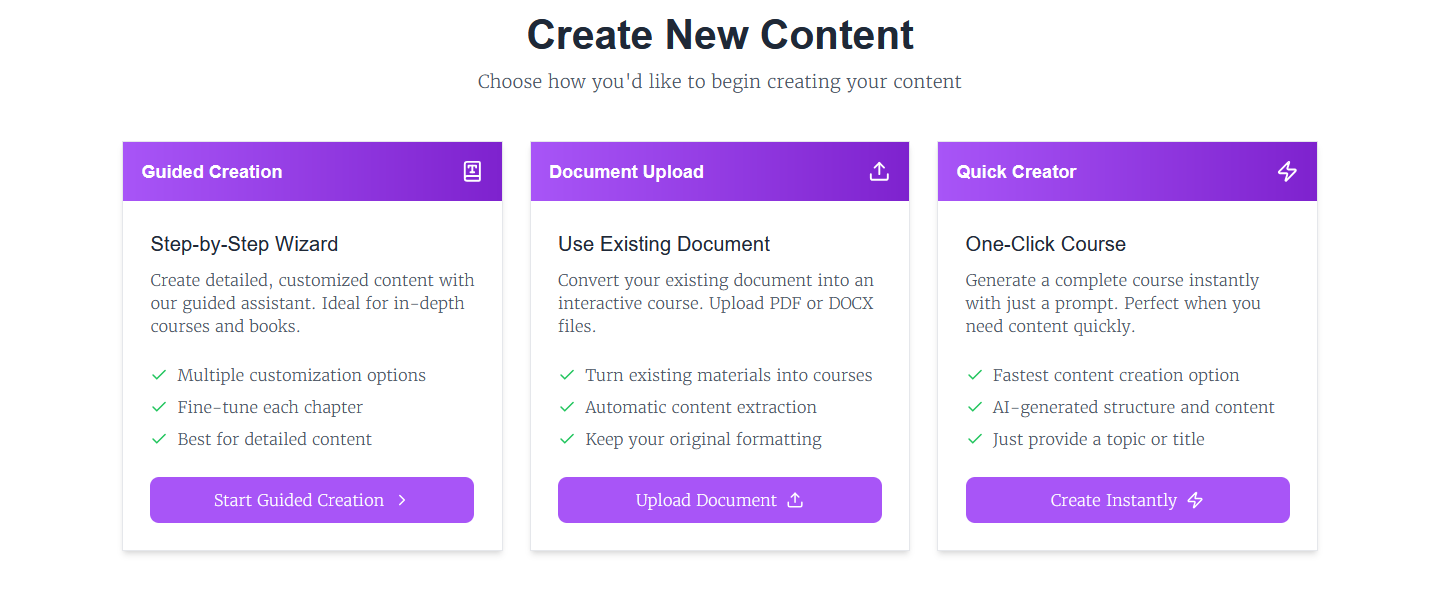 Create New Content
Choose how you'd like to begin creating your content
Guided Creation
Step-by-Step Wizard
Create detailed, customized content with
our guided assistant. Ideal for in-depth
courses and books.
Multiple customization options
Fine-tune each chapter
Best for detailed content
Start Guided Creation
Document Upload
Use Existing Document
Convert your existing document into an
interactive course. Upload PDF or DOCX
files.
Turn existing materials into courses
Automatic content extraction
Keep your original formatting
Upload Document
Quick Creator
One-Click Course
Generate a complete course instantly
with just a prompt. Perfect when you
need content quickly.
Fastest content creation option
AI-generated structure and content
Just provide a topic or title
Create Instantly